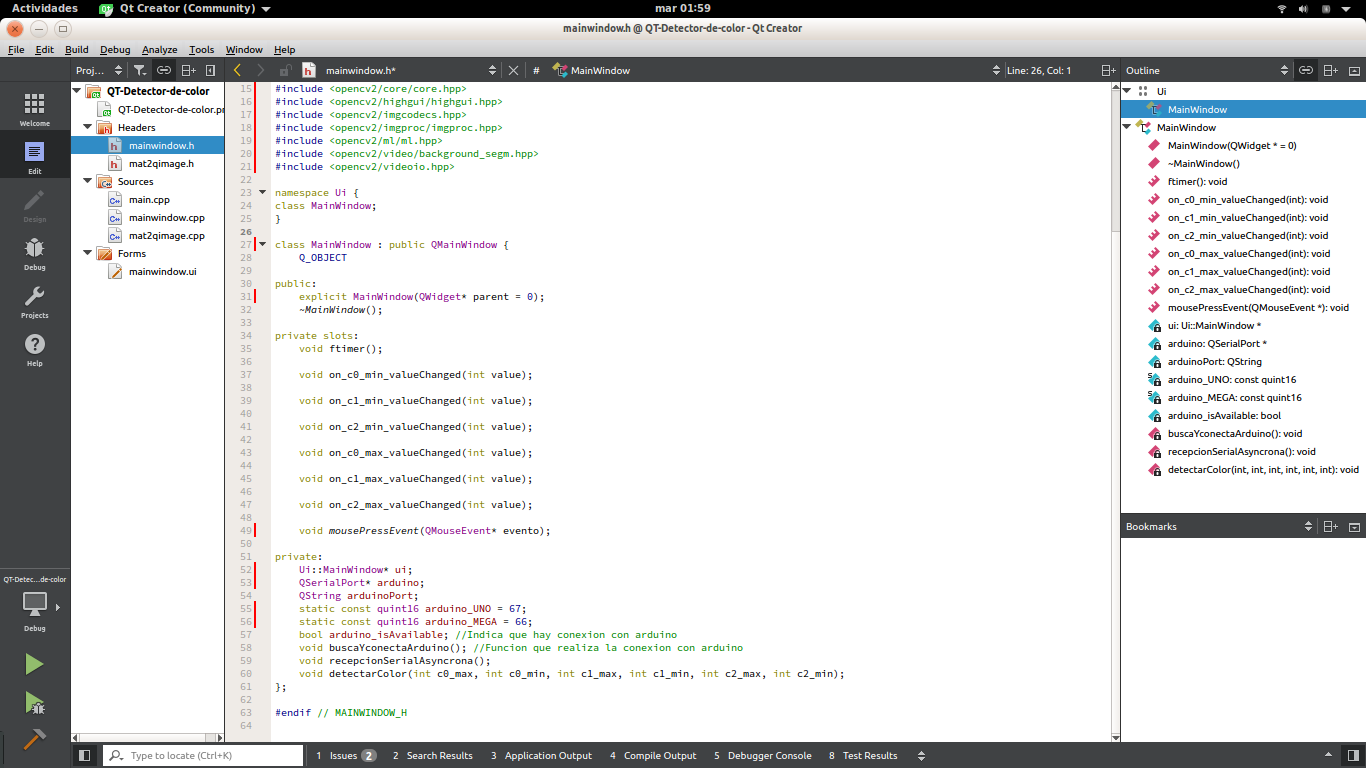 Actividades Qt Creator (Community) mar 01:59
mainwindow.h @ QT-Detector-de-color - Qt Creator
File Edit Build Debug Analyze Tools Window Help
Proj... mainwindow.h* # MainWindow Line: 26, Col: 1 Outline
Welcome
Edit
Design
Debug
Projects
Help
QT-Detec...de-color
Debug
QT-Detector-de-color
QT-Detector-de-color.pr
Headers
mainwindow.h
mat2qimage.h
Sources
main.cpp
mainwindow.cpp
mat2qimage.cpp
Forms
mainwindow.ui
15 #include <opencv2/core/core.hpp>
16 #include <opencv2/highgui/highgui.hpp>
17 #include <opencv2/imgcodecs.hpp>
18 #include <opencv2/imgproc/imgproc.hpp>
19 #include <opencv2/ml/ml.hpp>
20 #include <opencv2/video/background_segm.hpp>
21 #include <opencv2/videoio.hpp>
22
23 namespace Ui {
24 class MainWindow;
25 }
26
27 class MainWindow : public QMainWindow {
28 Q_OBJECT
29
30 public:
31 explicit MainWindow(QWidget* parent = 0);
32 ~MainWindow();
33
34 private slots:
35 void ftimer();
36
37 void on_c0_min_valueChanged(int value);
38
39 void on_c1_min_valueChanged(int value);
40
41 void on_c2_min_valueChanged(int value);
42
43 void on_c0_max_valueChanged(int value);
44
45 void on_c1_max_valueChanged(int value);
46
47 void on_c2_max_valueChanged(int value);
48
49 void mousePressEvent(QMouseEvent* evento);
50
51 private:
52 Ui::MainWindow* ui;
53 QSerialPort* arduino;
54 QString arduinoPort;
55 static const quint16 arduino_UNO = 67;
56 static const quint16 arduino_MEGA = 66;
57 bool arduino_isAvailable; //Indica que hay conexion con arduino
58 void buscaYconectaArduino(); //Funcion que realiza la conexion con arduino
59 void recepcionSerialAsyncrona();
60 void detectarColor(int c0_max, int c0_min, int c1_max, int c1_min, int c2_max, int c2_min);
61 };
62
63 #endif // MAINWINDOW_H
64
Ui
MainWindow
MainWindow
MainWindow(QWidget * = 0)
~MainWindow()
ftimer(): void
on_c0_min_valueChanged(int): void
on_c1_min_valueChanged(int): void
on_c2_min_valueChanged(int): void
on_c0_max_valueChanged(int): void
on_c1_max_valueChanged(int): void
on_c2_max_valueChanged(int): void
mousePressEvent(QMouseEvent *): void
ui: Ui::MainWindow *
arduino: QSerialPort *
arduinoPort: QString
arduino_UNO: const quint16
arduino_MEGA: const quint16
arduino_isAvailable: bool
buscaYconectaArduino(): void
recepcionSerialAsyncrona(): void
detectarColor(int, int, int, int, int, int): void
Bookmarks
Type to locate (Ctrl+K) 1 Issues 2 2 Search Results 3 Application Output 4 Compile Output 5 Debugger Console 8 Test Results